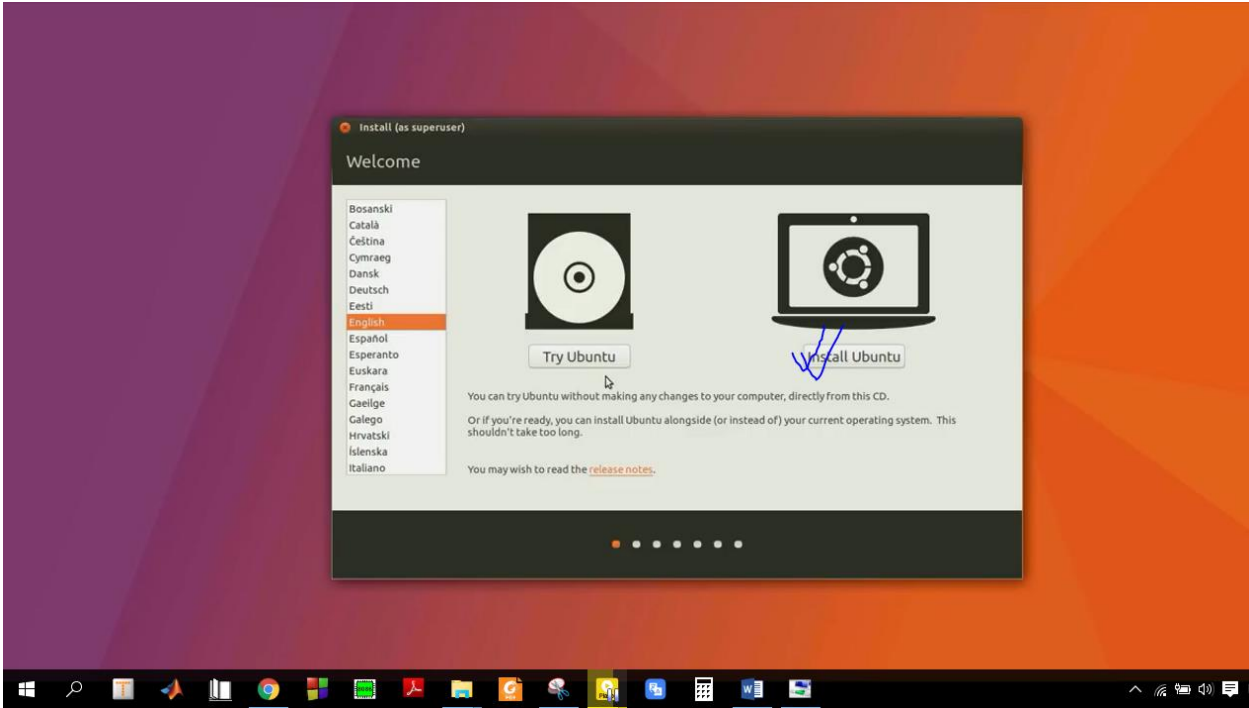 Install (as superuser)
Welcome
Bosanski
Català
Čeština
Cymraeg
Dansk
Deutsch
Eesti
English
Español
Esperanto
Euskara
Français
Gaeilge
Galego
Hrvatski
Íslenska
Italiano
Try Ubuntu
Install Ubuntu
You can try Ubuntu without making any changes to your computer, directly from this CD.
Or if you're ready, you can install Ubuntu alongside (or instead of) your current operating system. This
shouldn't take too long.
You may wish to read the release notes.